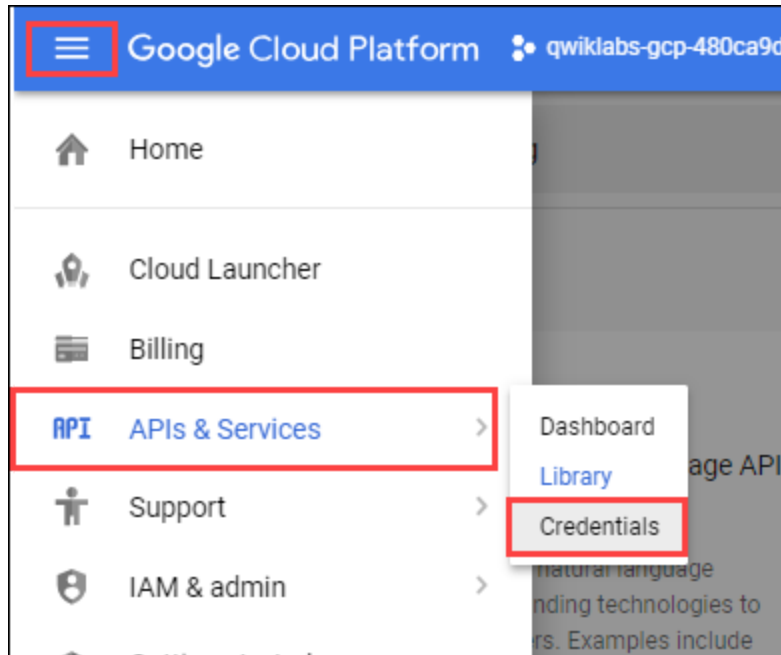 Google Cloud Platform qwiklabs-gcp-480ca9d
Home
Cloud Launcher
Billing
API APIs & Services
Support
IAM & admin
Dashboard
Library
Credentials
age API
natural language
nding technologies to
rs. Examples include